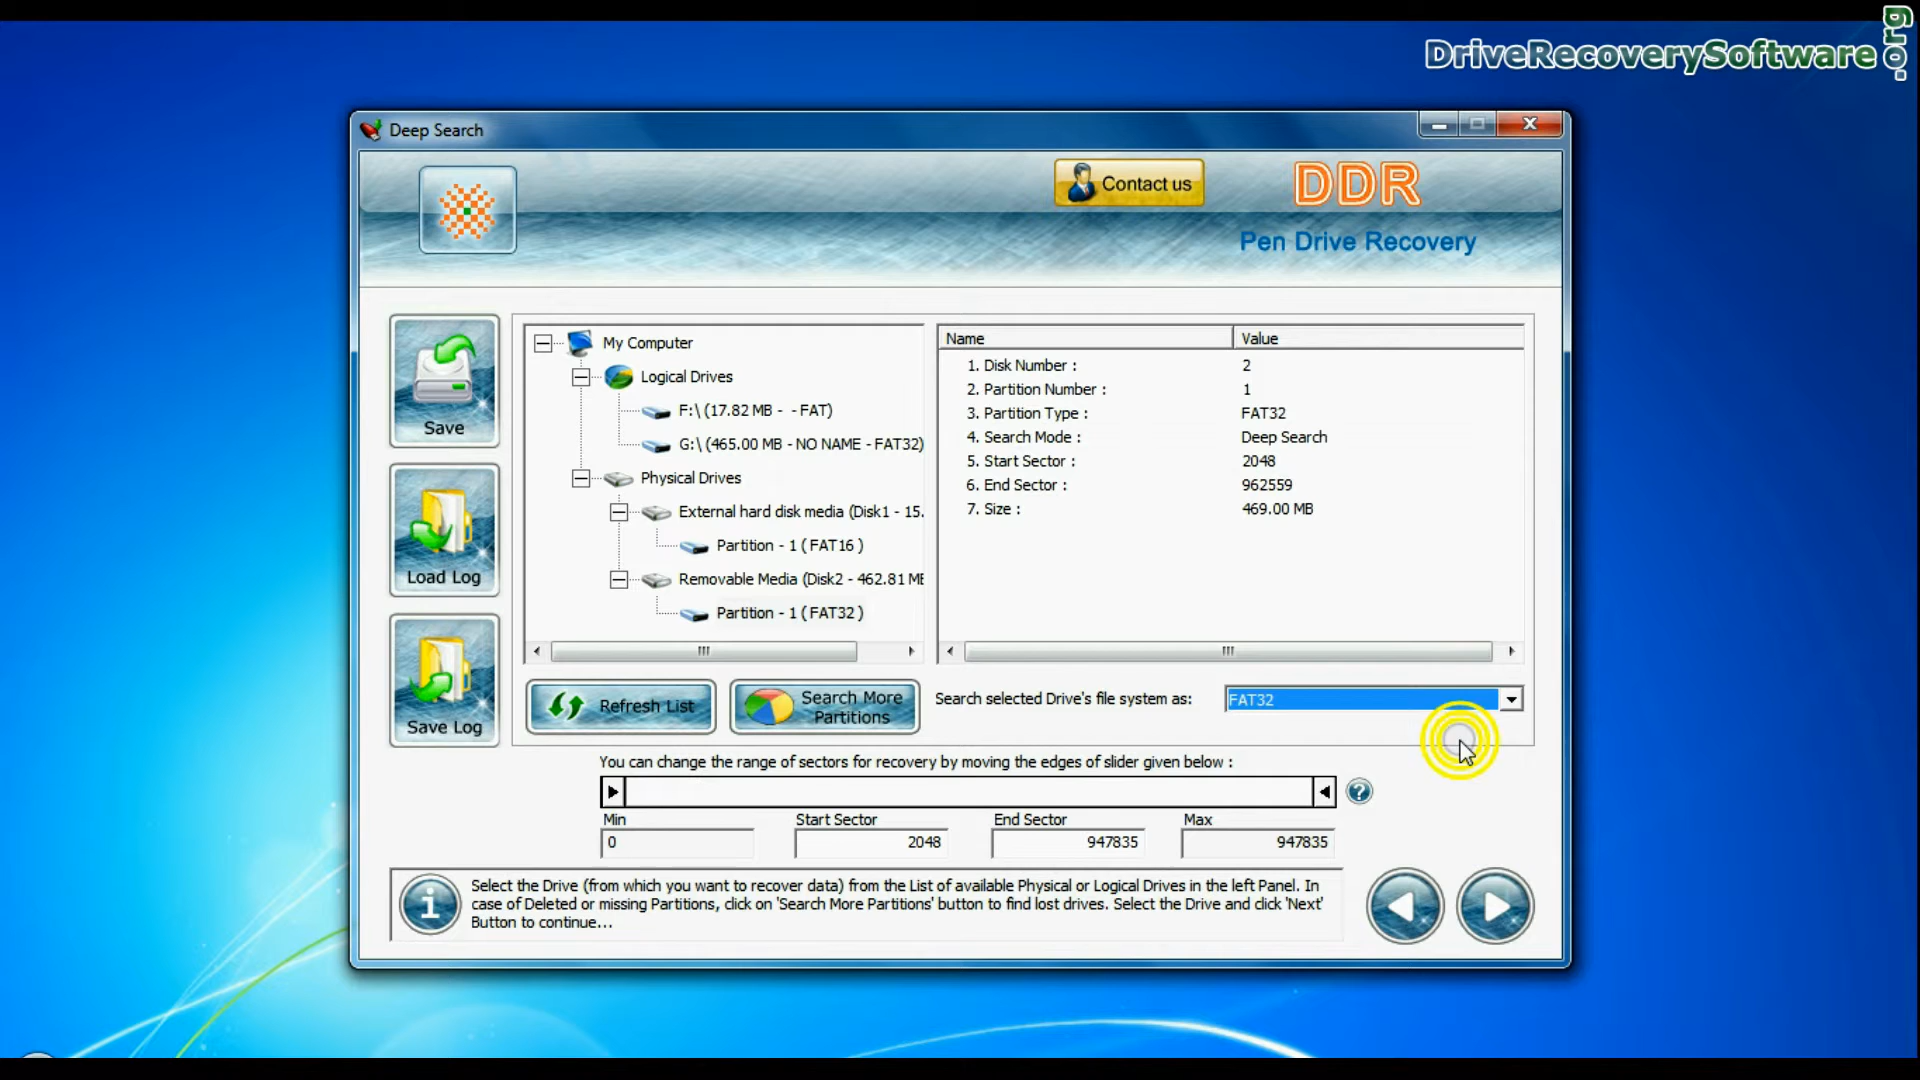 DriveRecoverySoftware.org
Deep Search
Contact us
DDR
Pen Drive Recovery
Save
Load Log
Save Log
My Computer
Logical Drives
F:\ (17.82 MB -  - FAT)
G:\ (465.00 MB - NO NAME - FAT32)
Physical Drives
External hard disk media (Disk1 - 15.
Partition - 1 ( FAT16 )
Removable Media (Disk2 - 462.81 ME
Partition - 1 ( FAT32 )
Name Value
1. Disk Number : 2
2. Partition Number : 1
3. Partition Type : FAT32
4. Search Mode : Deep Search
5. Start Sector : 2048
6. End Sector : 962559
7. Size : 469.00 MB
Refresh List
Search More
Partitions
Search selected Drive's file system as: FAT32
You can change the range of sectors for recovery by moving the edges of slider given below :
Min Start Sector End Sector Max
0 2048 947835 947835
Select the Drive (from which you want to recover data) from the List of available Physical or Logical Drives in the left Panel. In
case of Deleted or missing Partitions, click on 'Search More Partitions' button to find lost drives. Select the Drive and click 'Next'
Button to continue...